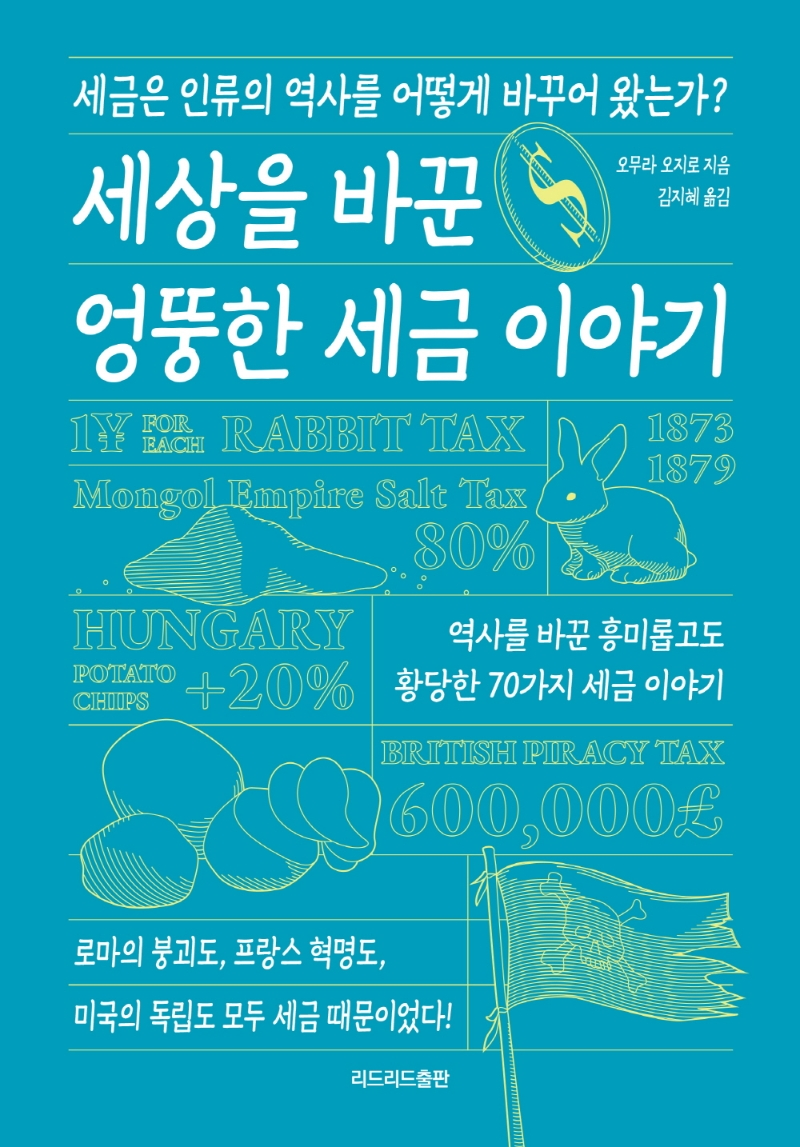 세금은 인류의 역사를 어떻게 바꾸어 왔는가?
세상을 바꾼
오무라 오지로 지음
김지혜 옮김
엉뚱한 세금 이야기
1¥ FOR EACH RABBIT TAX
1873
1879
Mongol Empire Salt Tax
80%
HUNGARY
POTATO CHIPS +20%
역사를 바꾼 흥미롭고도
황당한 70가지 세금 이야기
BRITISH PIRACY TAX
600,000£
로마의 붕괴도, 프랑스 혁명도,
미국의 독립도 모두 세금 때문이었다!
리드리드출판